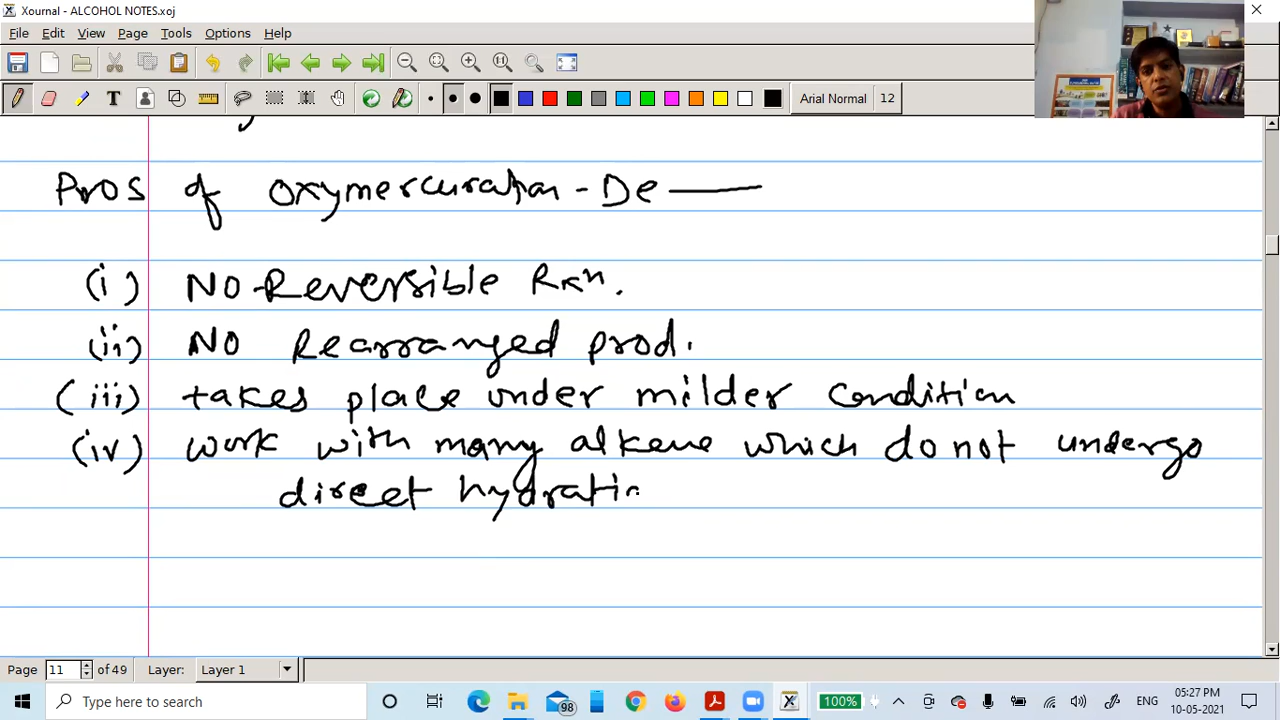 Xournal - ALCOHOL NOTES.xoj
File Edit View Page Tools Options Help
Arial Normal 12
Pros of Oxymercuration - De
(i) NO Reversible Rxn.
(ii) NO Rearranged prod.
(iii) takes place under milder condition
(iv) work with many alkene which do not undergo
direct hydratio
Page 11 of 49 Layer: Layer 1
Type here to search 98 100% ENG 05:27 PM
10-05-2021